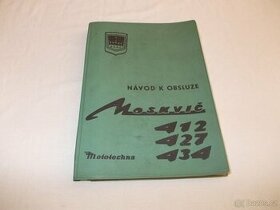 NÁVOD K OBSLUZE
Moskvič
412
427
434
Mototechna